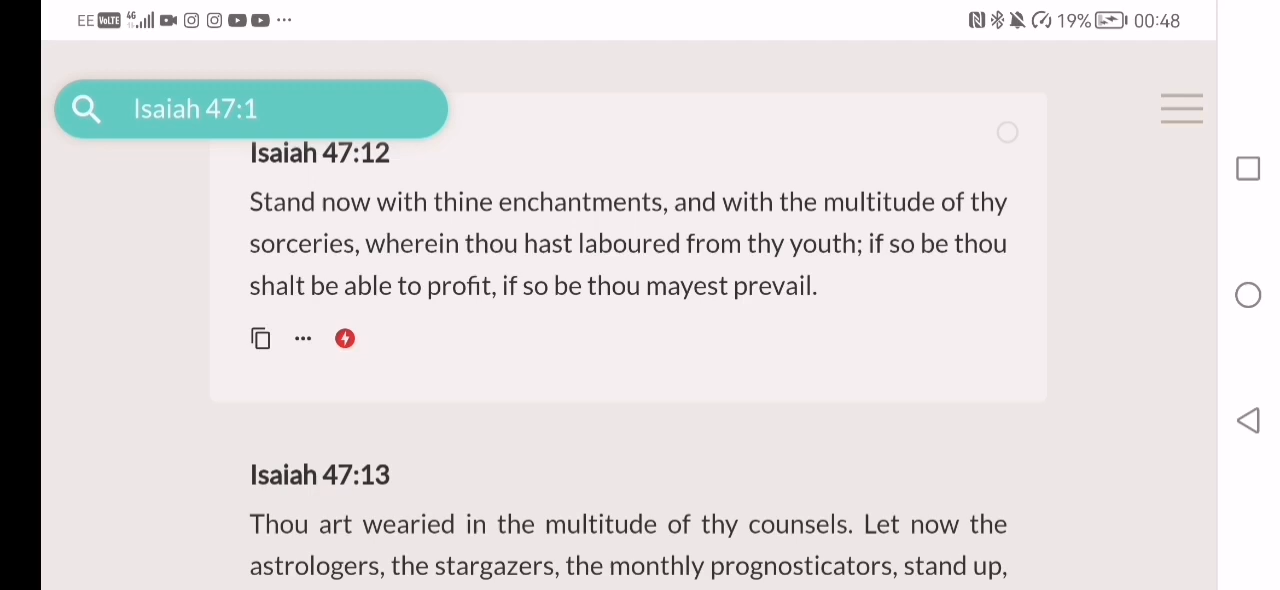 EE VoLTE 4G 19% 00:48
Isaiah 47:1
Isaiah 47:12
Stand now with thine enchantments, and with the multitude of thy
sorceries, wherein thou hast laboured from thy youth; if so be thou
shalt be able to profit, if so be thou mayest prevail.
Isaiah 47:13
Thou art wearied in the multitude of thy counsels. Let now the
astrologers, the stargazers, the monthly prognosticators, stand up,